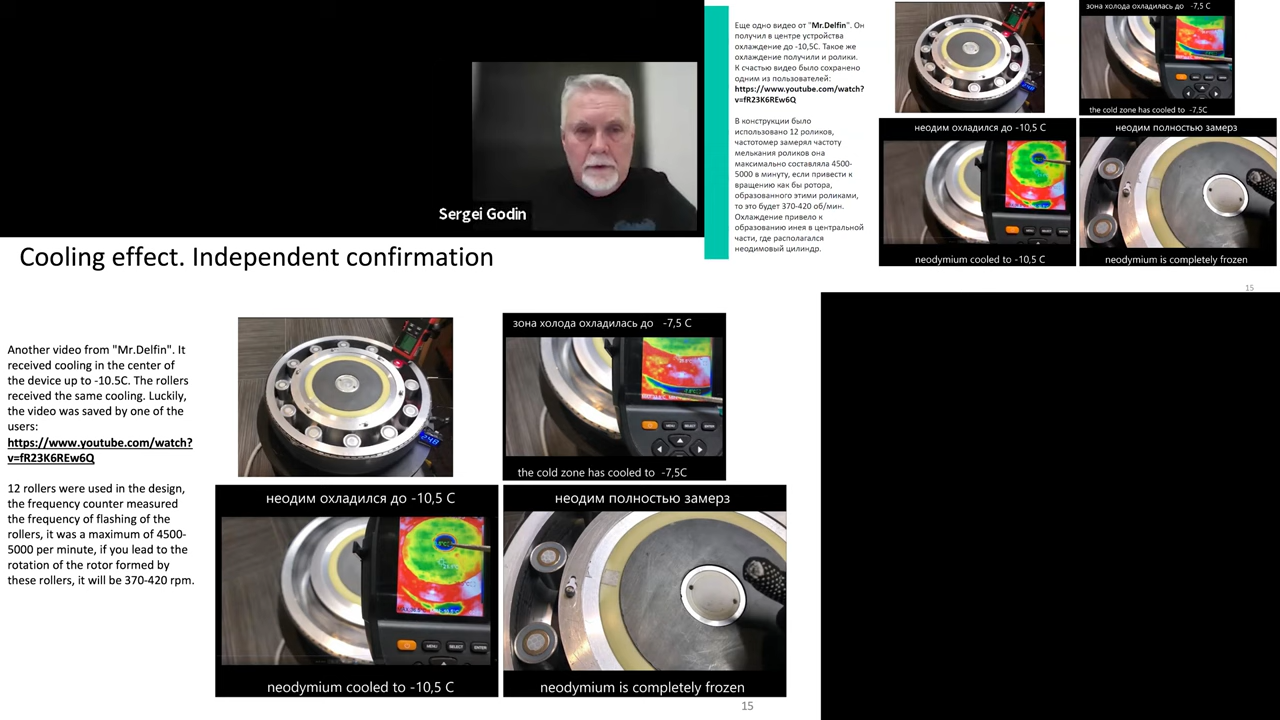 Sergei Godin
Еще одно видео от "Mr.Delfin". Он
получил в центре устройства
охлаждение до -10,5С. Такое же
охлаждение получили и ролики.
К счастью видео было сохранено
одним из пользователей:
https://www.youtube.com/watch?
v=fR23K6REw6Q
В конструкции было
использовано 12 роликов,
частотомер замерял частоту
мелькания роликов она
максимально составляла 4500-
5000 в минуту, если привести к
вращению как бы ротора,
образованного этими роликами,
то это будет 370-420 об/мин.
Охлаждение привело к
образованию инея в центральной
части, где располагался
неодимовый цилиндр.
зона холода охладилась до -7,5 С
the cold zone has cooled to -7,5C
неодим охладился до -10,5 С
neodymium cooled to -10,5 C
неодим полностью замерз
neodymium is completely frozen
15
Cooling effect. Independent confirmation
Another video from "Mr.Delfin". It
received cooling in the center of
the device up to -10.5C. The rollers
received the same cooling. Luckily,
the video was saved by one of the
users:
https://www.youtube.com/watch?
v=fR23K6REw6Q
12 rollers were used in the design,
the frequency counter measured
the frequency of flashing of the
rollers, it was a maximum of 4500-
5000 per minute, if you lead to the
rotation of the rotor formed by
these rollers, it will be 370-420 rpm.
зона холода охладилась до -7,5 С
MENU SELECT ENTER
the cold zone has cooled to -7,5C
неодим охладился до -10,5 С
MENU SELECT ENTER
neodymium cooled to -10,5 C
неодим полностью замерз
neodymium is completely frozen
15